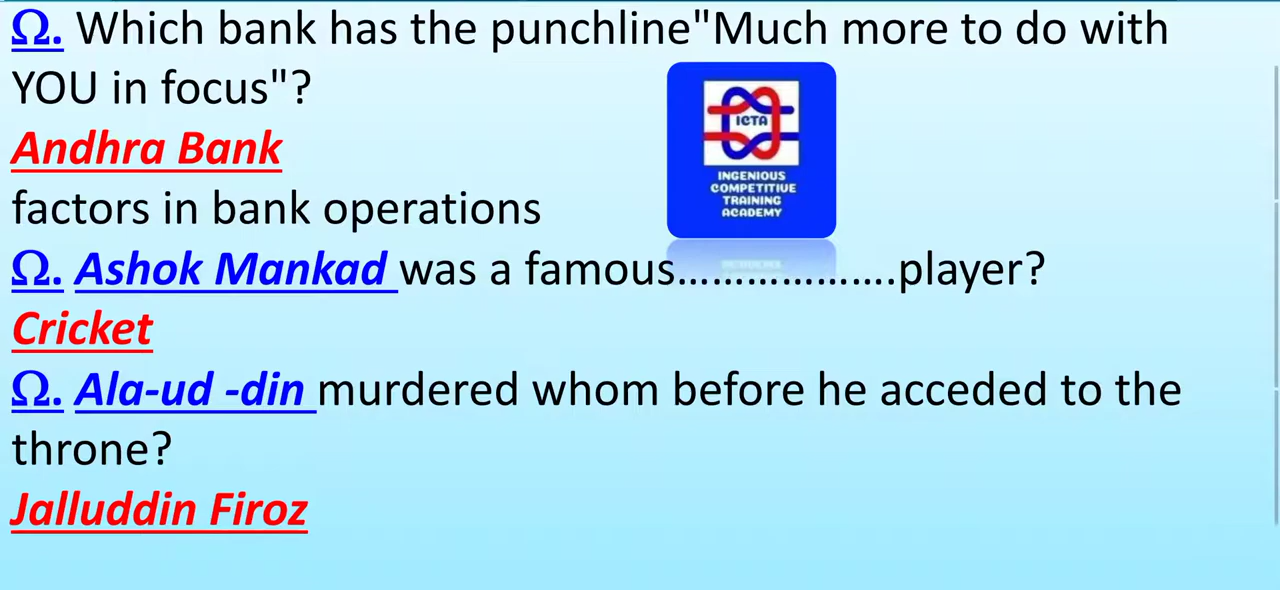 Ω. Which bank has the punchline"Much more to do with
YOU in focus"?
Andhra Bank
factors in bank operations
Ω. Ashok Mankad was a famous....................player?
Cricket
Ω. Ala-ud -din murdered whom before he acceded to the
throne?
Jalluddin Firoz
ICTA
INGENIOUS
COMPETITIVE
TRAINING
ACADEMY